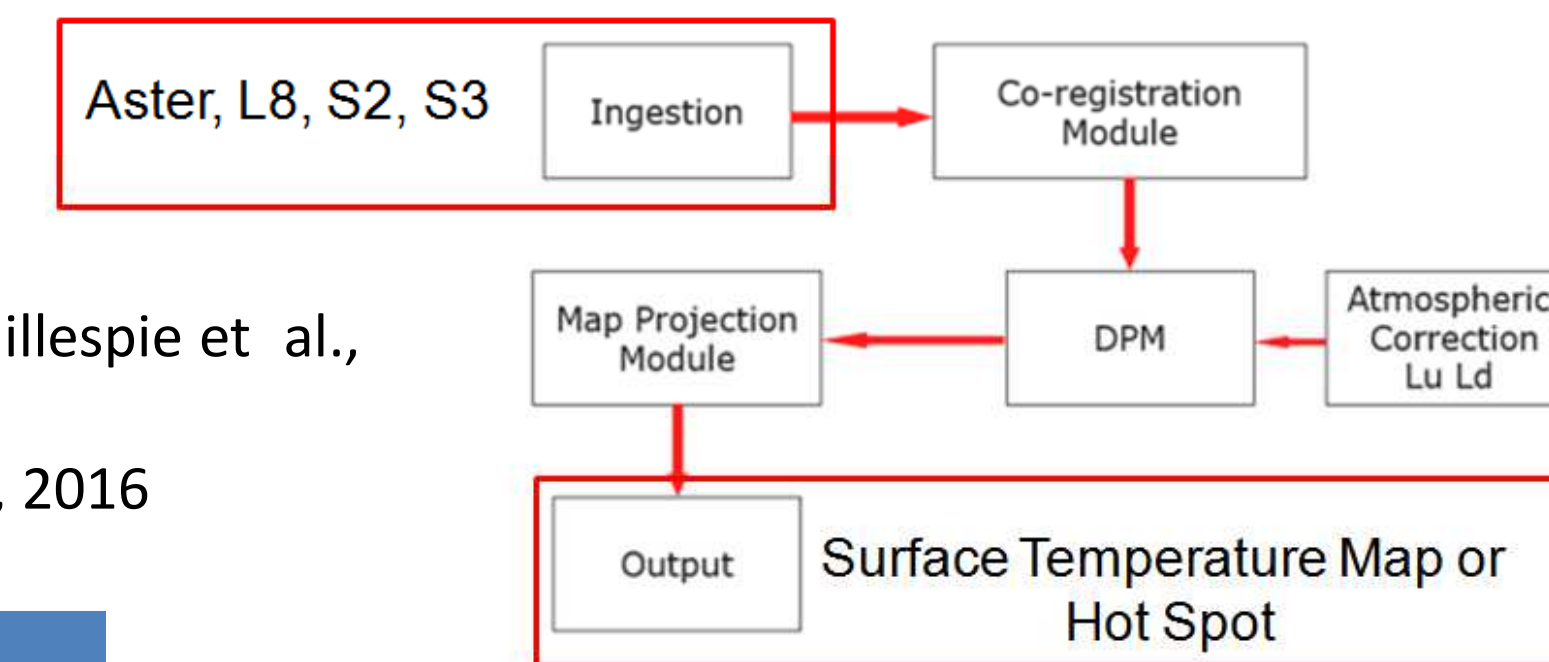 Aster, L8, S2, S3
Ingestion
Co-registration
Module
illespie et al.,
, 2016
Map Projection
Module
DPM
Atmospheric
Correction
Lu Ld
Output
Surface Temperature Map or
Hot Spot